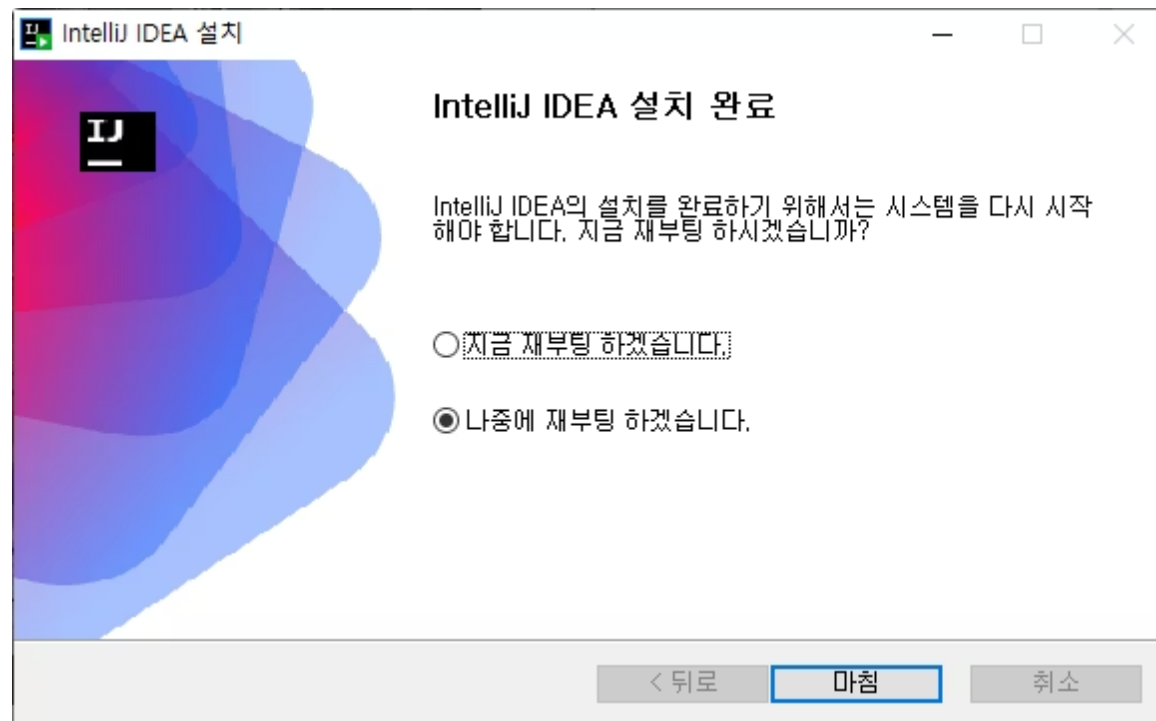 IntelliJ IDEA 설치
IJ
IntelliJ IDEA 설치 완료
IntelliJ IDEA의 설치를 완료하기 위해서는 시스템을 다시 시작
해야 합니다. 지금 재부팅 하시겠습니까?
지금 재부팅 하겠습니다.
나중에 재부팅 하겠습니다.
< 뒤로
마침
취소